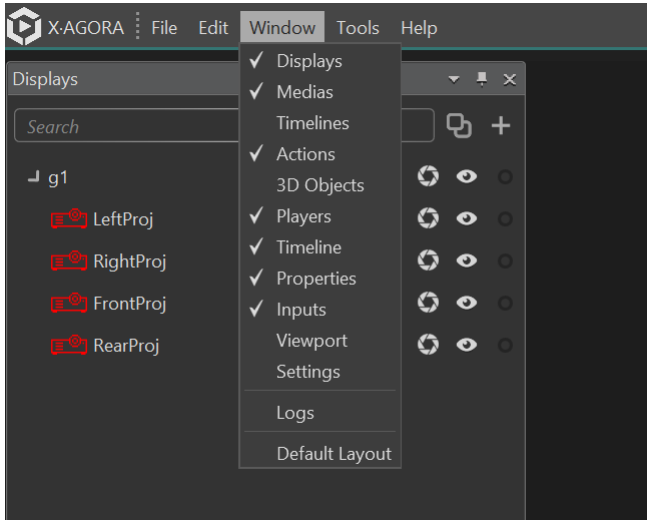 X·AGORA File Edit Window Tools Help
Displays
Search
g1
LeftProj
RightProj
FrontProj
RearProj
Displays
Medias
Timelines
Actions
3D Objects
Players
Timeline
Properties
Inputs
Viewport
Settings
Logs
Default Layout